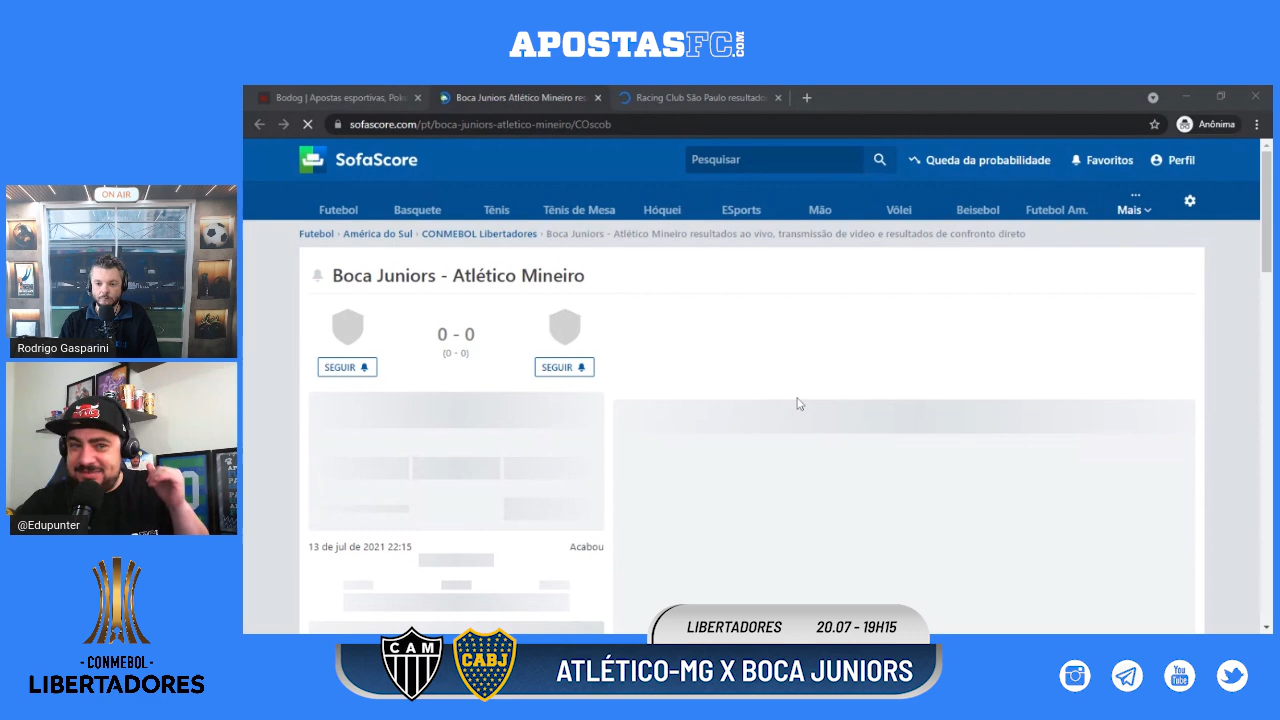 APOSTASFC.COM
Bodog | Apostas esportivas, Pok
Boca Juniors Atlético Mineiro res
Racing Club São Paulo resultado
sofascore.com/pt/boca-juniors-atletico-mineiro/COscob
Anônima
SofaScore
Pesquisar
Queda da probabilidade
Favoritos
Perfil
Futebol
Basquete
Tênis
Tênis de Mesa
Hóquei
ESports
Mão
Vôlei
Beisebol
Futebol Am.
Mais
Futebol › América do Sul › CONMEBOL Libertadores › Boca Juniors - Atlético Mineiro resultados ao vivo, transmissão de vídeo e resultados de confronto direto
Boca Juniors - Atlético Mineiro
0 - 0
(0 - 0)
SEGUIR
SEGUIR
13 de jul de 2021 22:15
Acabou
ON AIR
Rodrigo Gasparini
@Edupunter
- CONMEBOL -
LIBERTADORES
LIBERTADORES 20.07 - 19H15
CAM
CABJ
ATLÉTICO-MG X BOCA JUNIORS
You
Tube